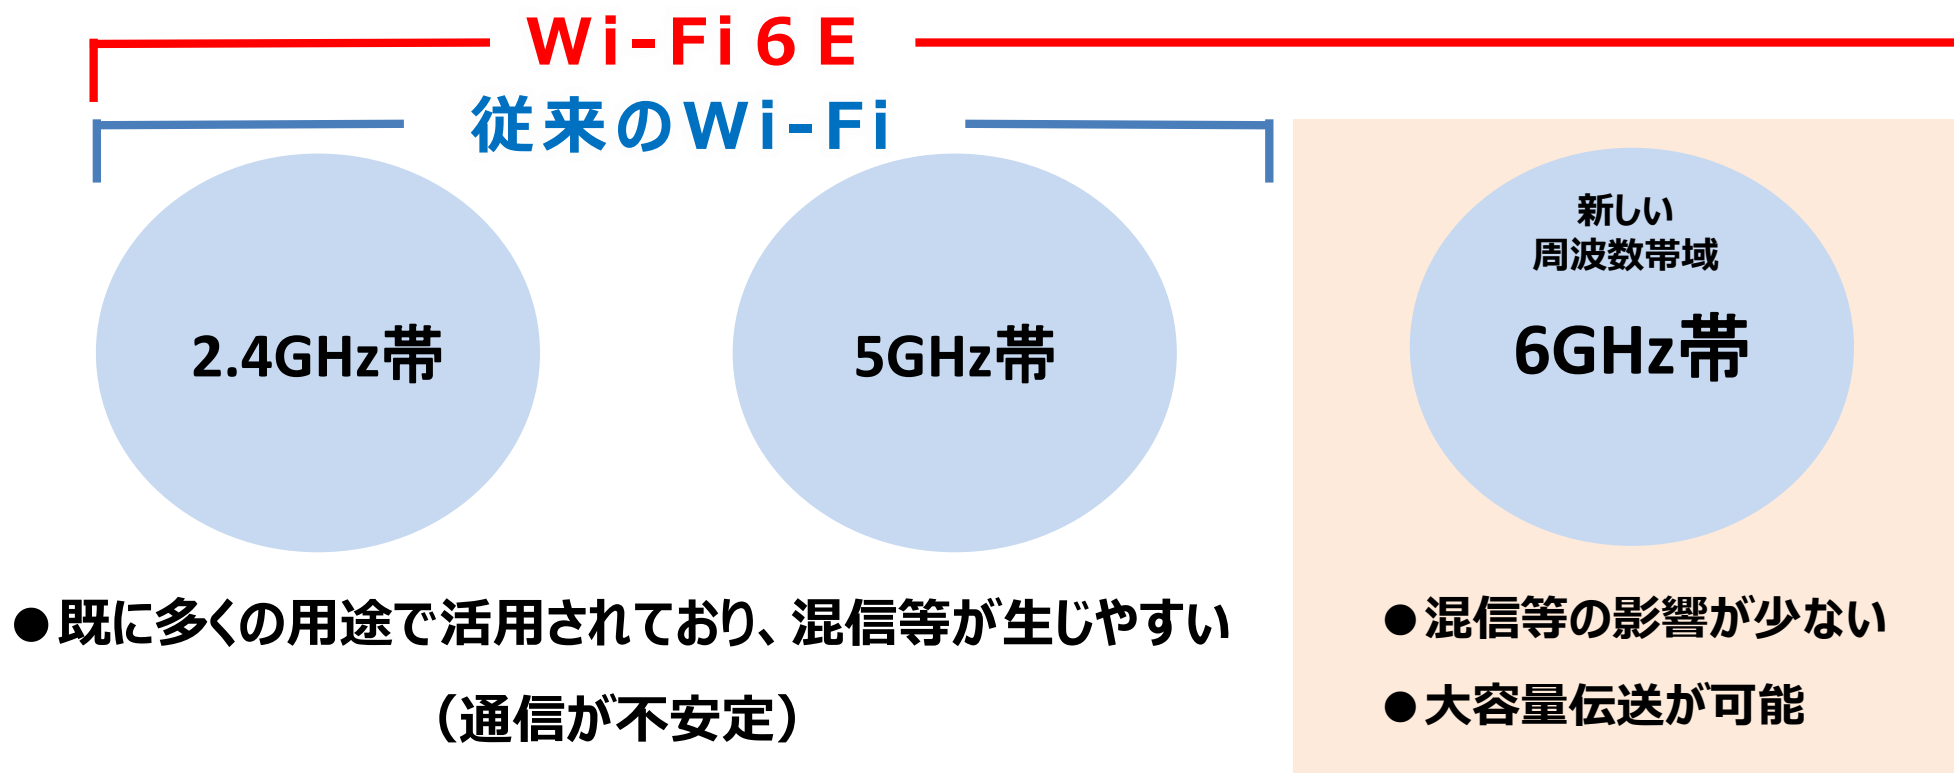 Wi-Fi６E
従来のWi-Fi
2.4GHz帯
5GHz帯
新しい
周波数帯域
6GHz帯
●既に多くの用途で活用されており、混信等が生じやすい
（通信が不安定）
●混信等の影響が少ない
●大容量伝送が可能